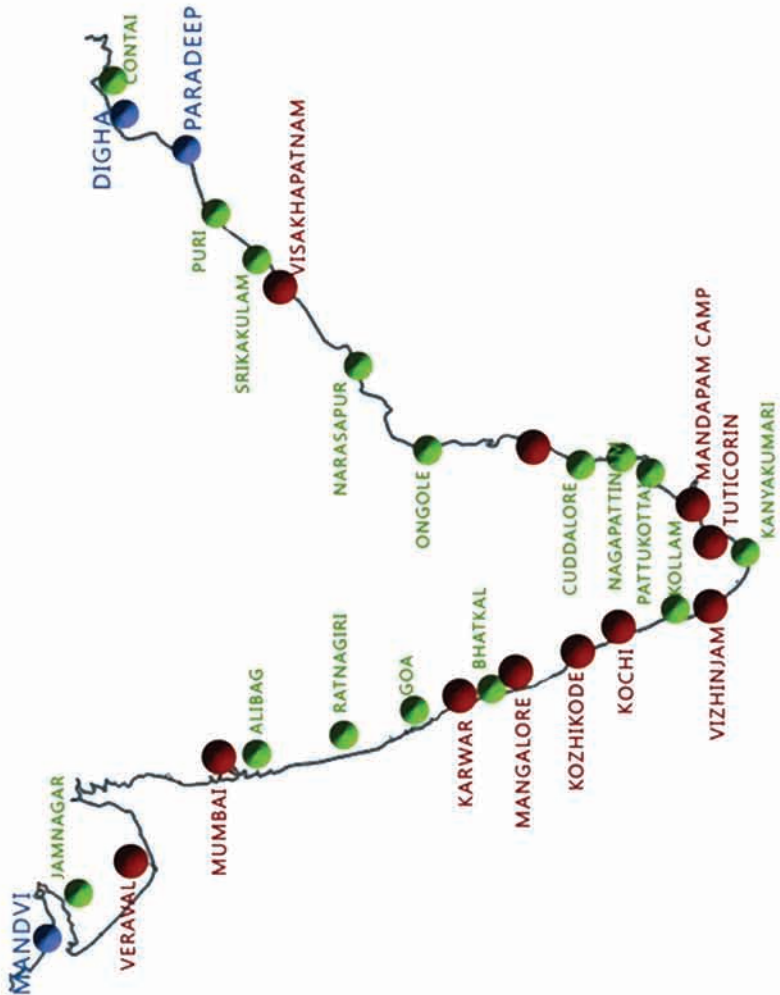 MANDVI
JAMNAGAR
VERAVAL
MUMBAI
ALIBAG
RATNAGIRI
GOA
KARWAR
BHATKAL
MANGALORE
KOZHIKODE
KOCHI
KOLLAM
VIZHINJAM
KANYAKUMARI
TUTICORIN
MANDAPAM CAMP
PATTUKOTTAI
NAGAPATTINAM
CUDDALORE
ONGOLE
NARASAPUR
VISAKHAPATNAM
SRIKAKULAM
PURI
PARADEEP
DIGHA
CONTAI